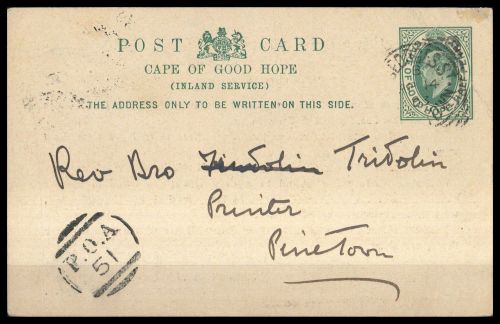 POST CARD
CAPE OF GOOD HOPE
(INLAND SERVICE)
THE ADDRESS ONLY TO BE WRITTEN ON THIS SIDE.
Rev Bro Tridolin
Printer
Pinetown
P.O.A
51